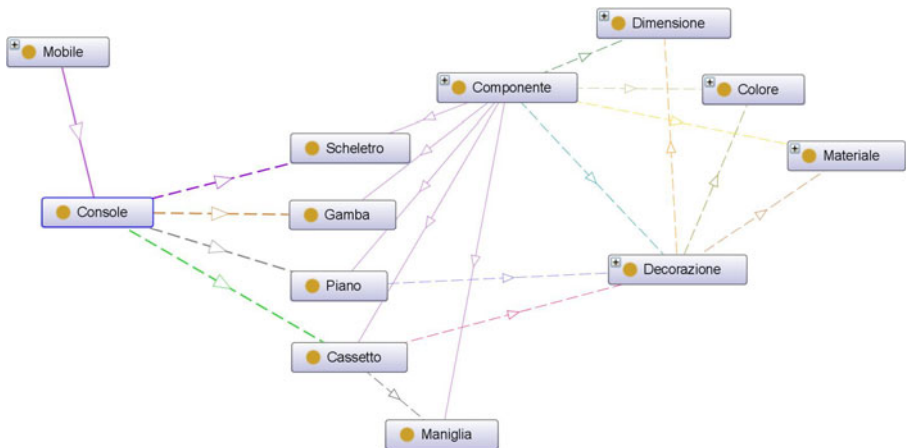 Dimensione
Mobile
Componente
Colore
Scheletro
Materiale
Console
Gamba
Decorazione
Piano
Cassetto
Maniglia